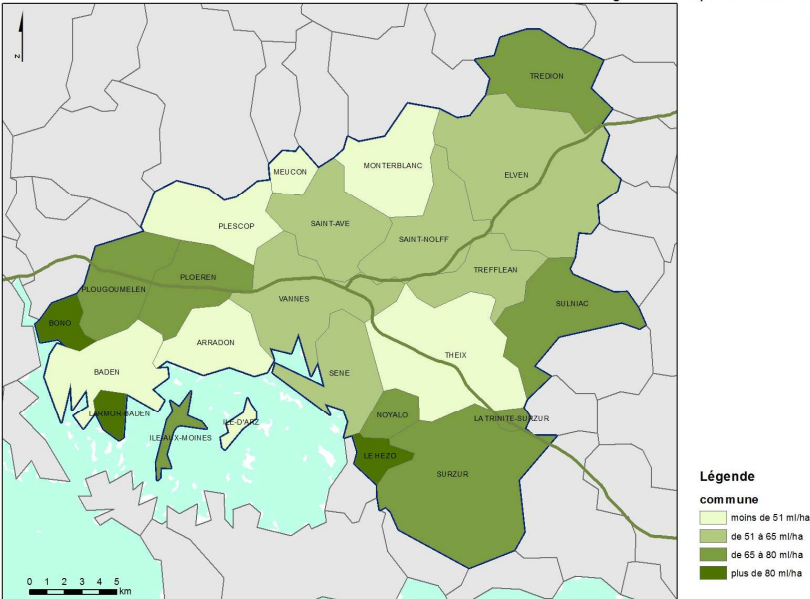 N
TREDION
MEUCON
MONTERBLANC
ELVEN
PLESCOP
SAINT-AVE
SAINT-NOLFF
PLOUGOUMELEN
PLOEREN
TREFFLEAN
VANNES
SULNIAC
BONO
ARRADON
THEIX
BADEN
SENE
LARMOR-BADEN
ILE-AUX-MOINES
ILE-D'ARZ
NOYALO
LA TRINITE-SURZUR
LE HEZO
SURZUR
Légende
commune
moins de 51 ml/ha
de 51 à 65 ml/ha
de 65 à 80 ml/ha
plus de 80 ml/ha
0 1 2 3 4 5
km